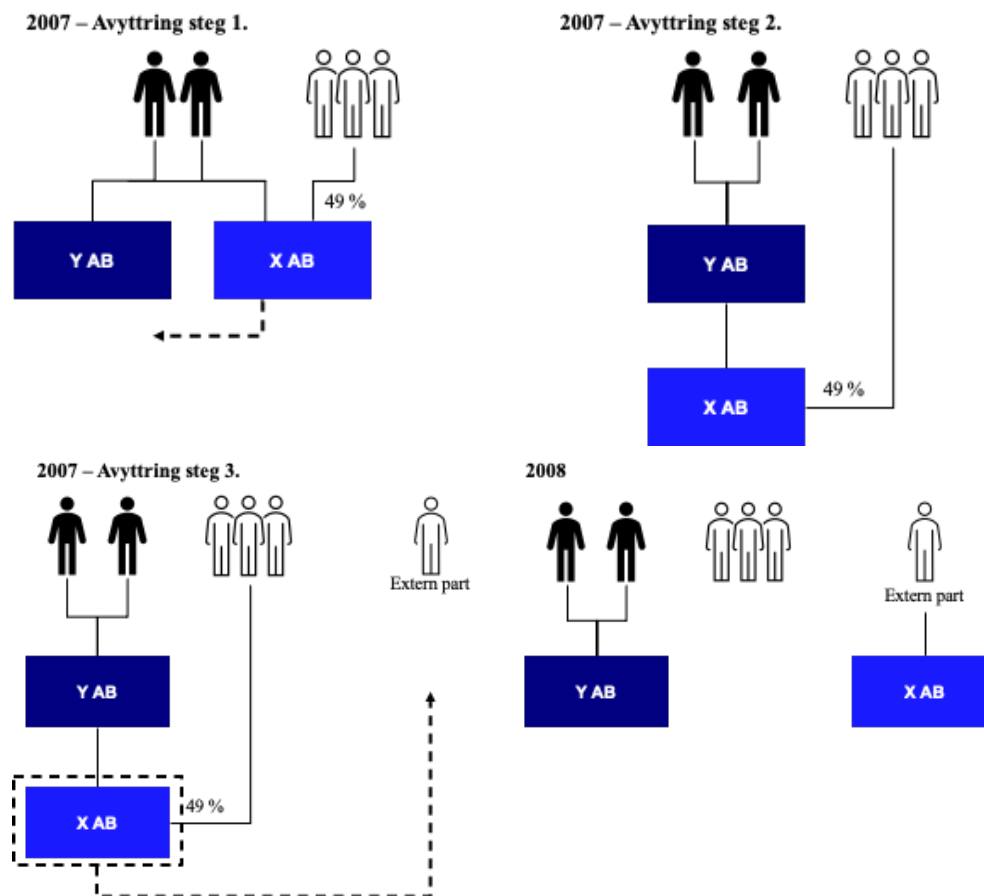 2007 – Avyttring steg 1.
49 %
Y AB
X AB
2007 – Avyttring steg 2.
Y AB
X AB
49 %
2007 – Avyttring steg 3.
Extern part
Y AB
X AB
49 %
2008
Extern part
Y AB
X AB